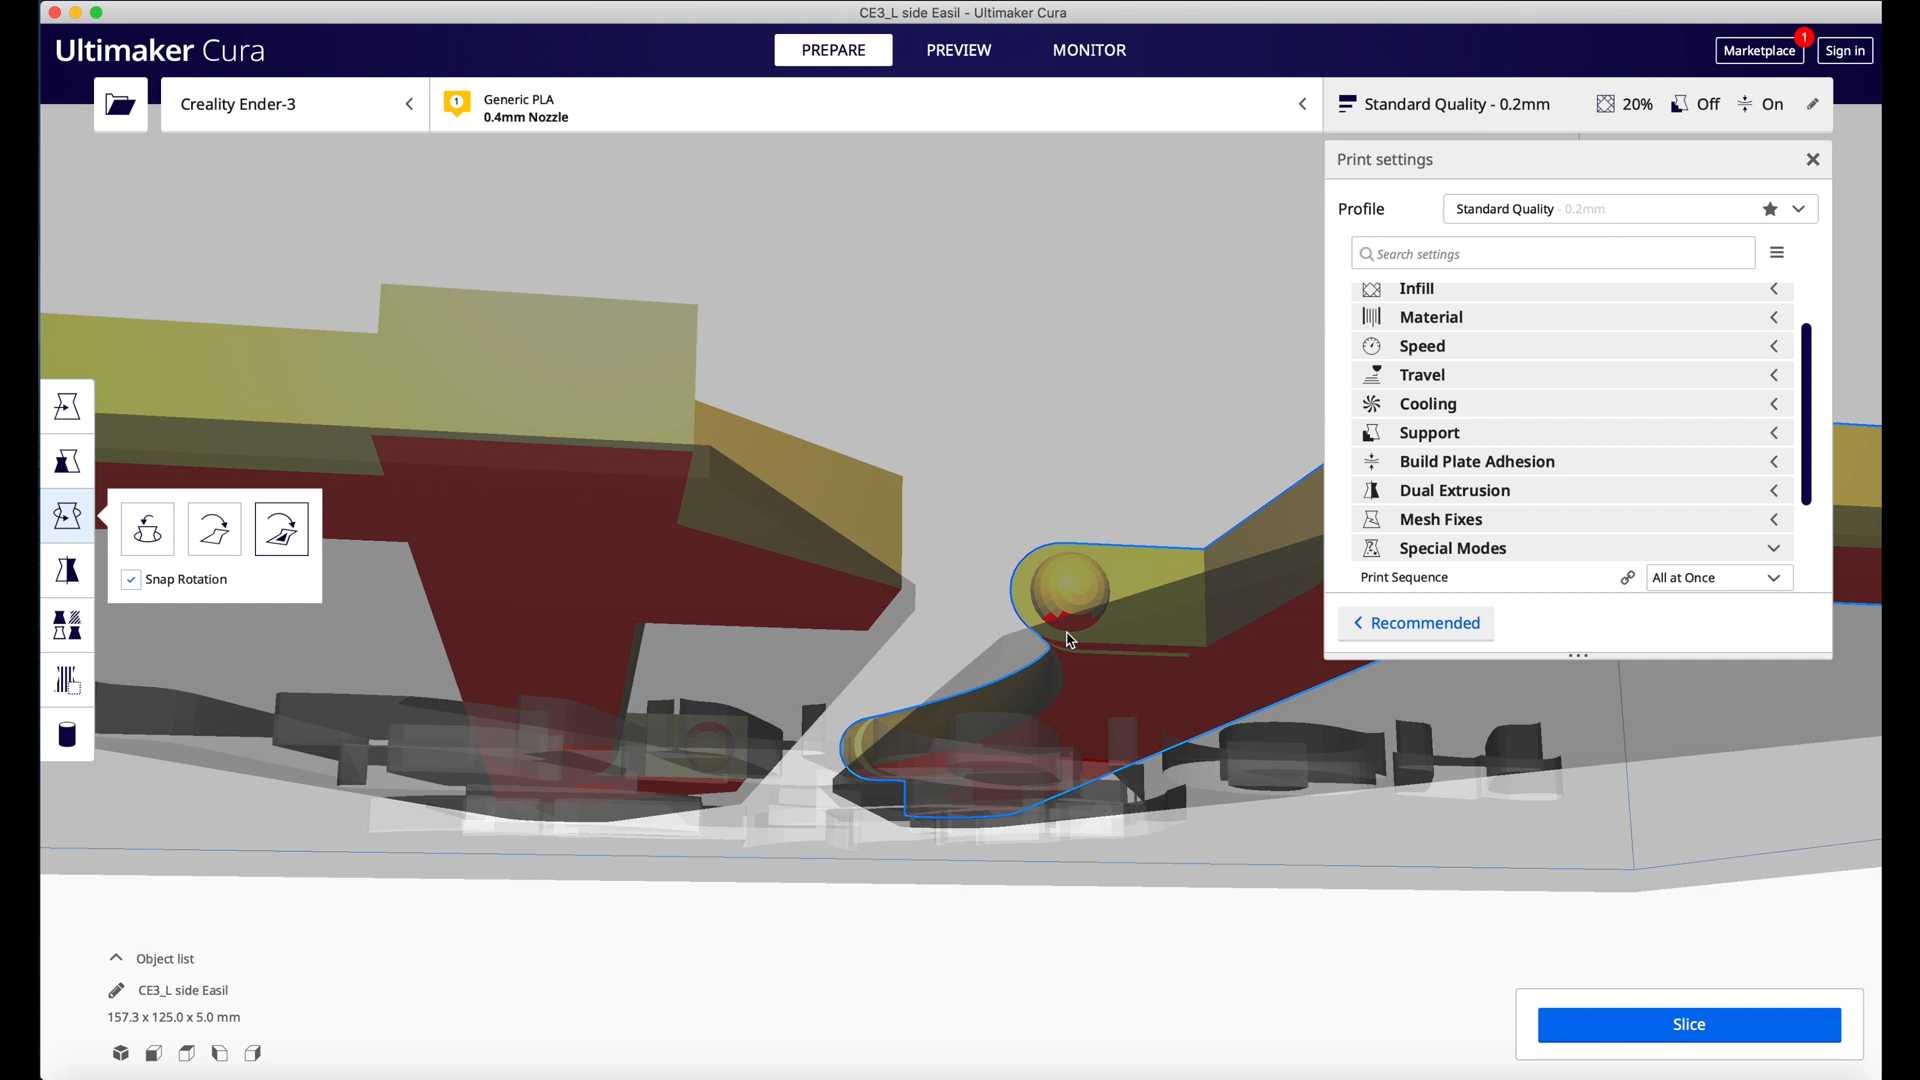 CE3_L side Easil - Ultimaker Cura
Ultimaker Cura
PREPARE
PREVIEW
MONITOR
Marketplace
1
Sign in
Creality Ender-3
1
Generic PLA
0.4mm Nozzle
Standard Quality - 0.2mm
20%
Off
On
Print settings
Profile
Standard Quality - 0.2mm
Search settings
Infill
Material
Speed
Travel
Cooling
Support
Build Plate Adhesion
Dual Extrusion
Mesh Fixes
Special Modes
Print Sequence
All at Once
Recommended
Snap Rotation
Object list
CE3_L side Easil
157.3 x 125.0 x 5.0 mm
Slice